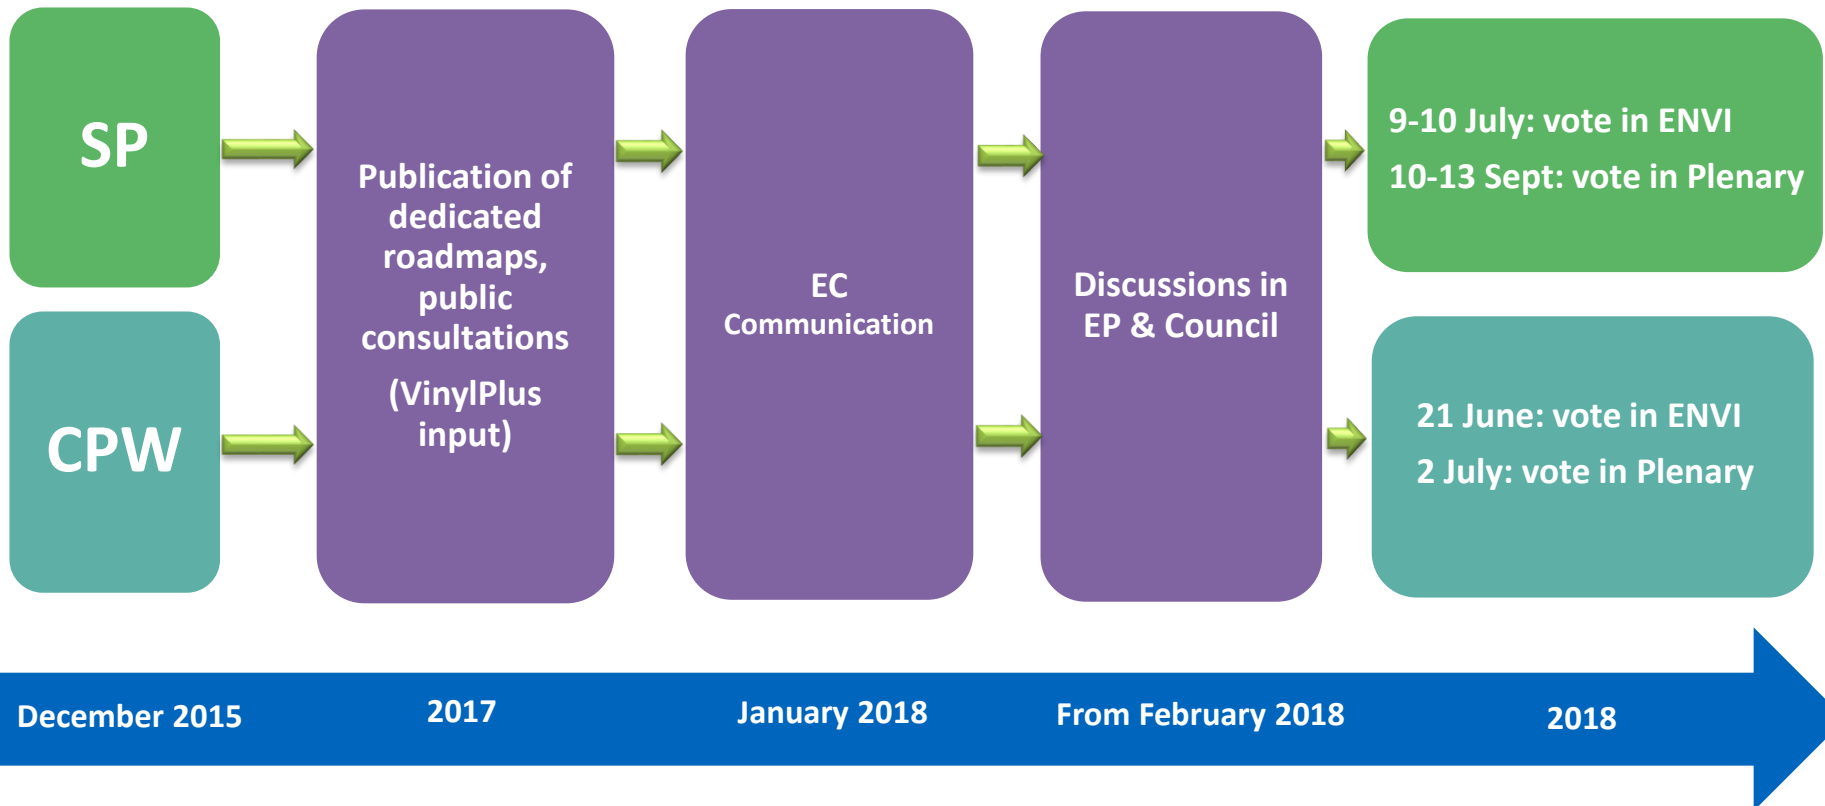 SP
CPW
Publication of
dedicated
roadmaps,
public
consultations
(VinylPlus
input)
EC
Communication
Discussions in
EP & Council
9-10 July: vote in ENVI
10-13 Sept: vote in Plenary
21 June: vote in ENVI
2 July: vote in Plenary
December 2015
2017
January 2018
From February 2018
2018